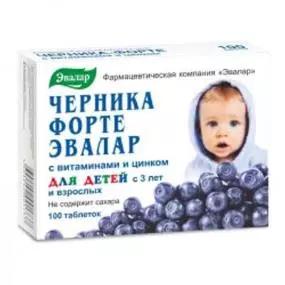 100
Эвалар
Фармацевтическая компания «Эвалар»
ЧЕРНИКА
ФОРТЕ
ЭВАЛАР
с витаминами и цинком
для детей с 3 лет
и взрослых
Не содержит сахара
100 таблеток